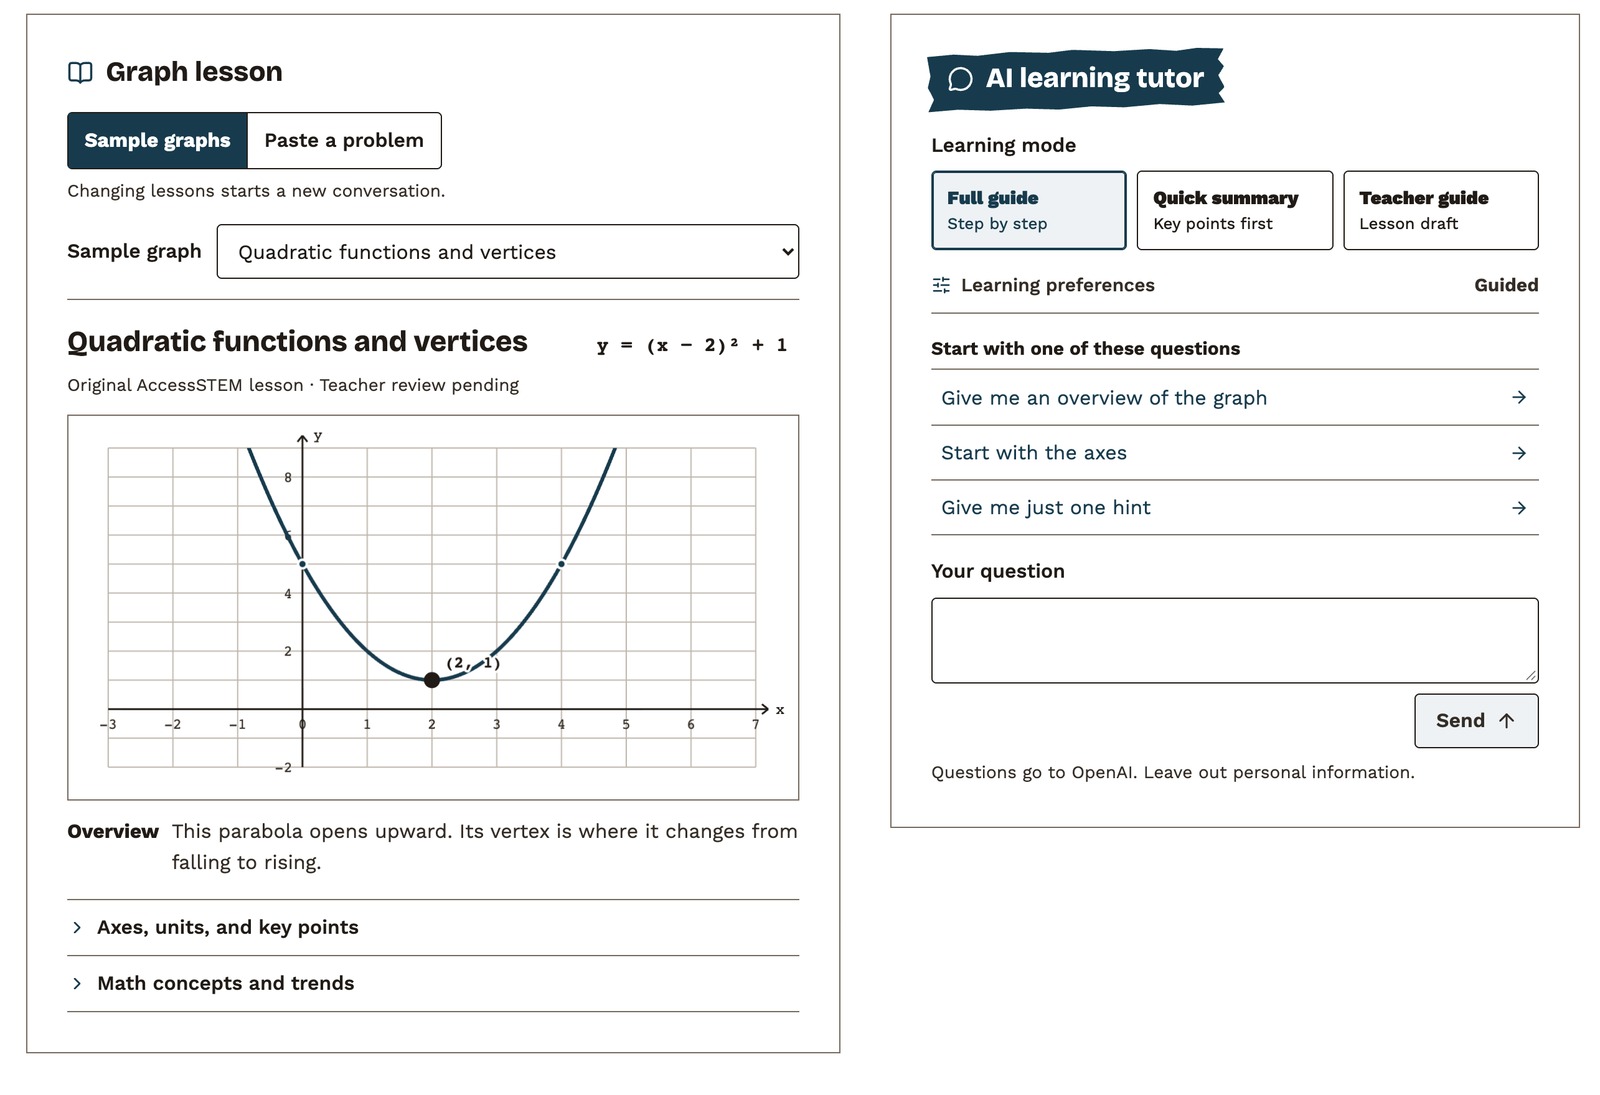 Graph lesson
Sample graphs
Paste a problem
Changing lessons starts a new conversation.
Sample graph
Quadratic functions and vertices
Quadratic functions and vertices
y = (x − 2)² + 1
Original AccessSTEM lesson · Teacher review pending
y
8
4
2
(2, 1)
x
−3 −2 −1 0 1 2 3 4 5 6 7
−2
Overview This parabola opens upward. Its vertex is where it changes from
falling to rising.
Axes, units, and key points
Math concepts and trends
AI learning tutor
Learning mode
Full guide
Step by step
Quick summary
Key points first
Teacher guide
Lesson draft
Learning preferences
Guided
Start with one of these questions
Give me an overview of the graph
Start with the axes
Give me just one hint
Your question
Send
Questions go to OpenAI. Leave out personal information.